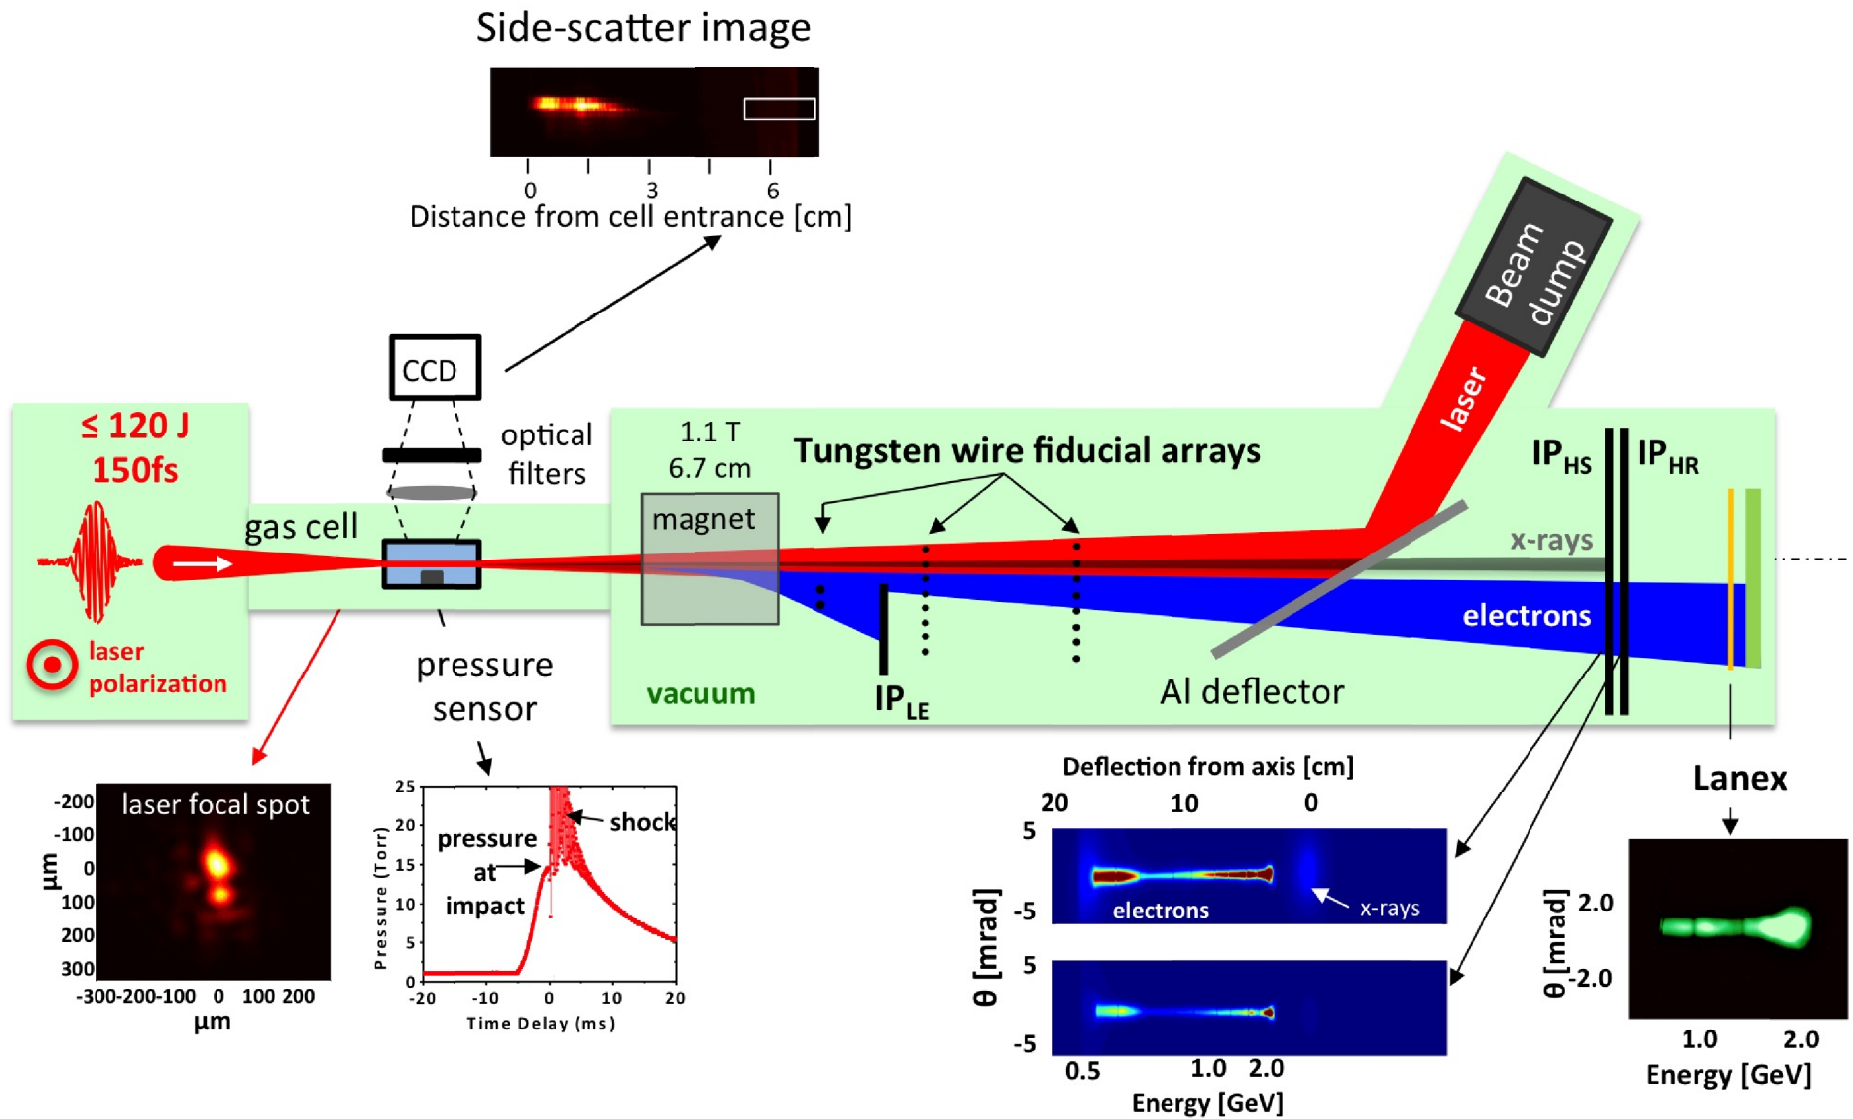 Side-scatter image
0 3 6
Distance from cell entrance [cm]
Beam
dump
CCD
laser
≤ 120 J
150fs
optical
filters
1.1 T
6.7 cm
Tungsten wire fiducial arrays
IP_HS
IP_HR
gas cell
magnet
x-rays
electrons
laser
polarization
pressure
sensor
vacuum
IP_LE
Al deflector
laser focal spot
-200
-100
0
100
200
300
μm
-300-200-100 0 100 200
μm
25
20
15
10
5
0
Pressure (Torr)
pressure
at
impact
shock
-20 -10 0 10 20
Time Delay (ms)
Deflection from axis [cm]
20 10 0
5
-5
electrons
x-rays
θ [mrad]
5
-5
0.5 1.0 2.0
Energy [GeV]
Lanex
2.0
-2.0
θ [mrad]
1.0 2.0
Energy [GeV]